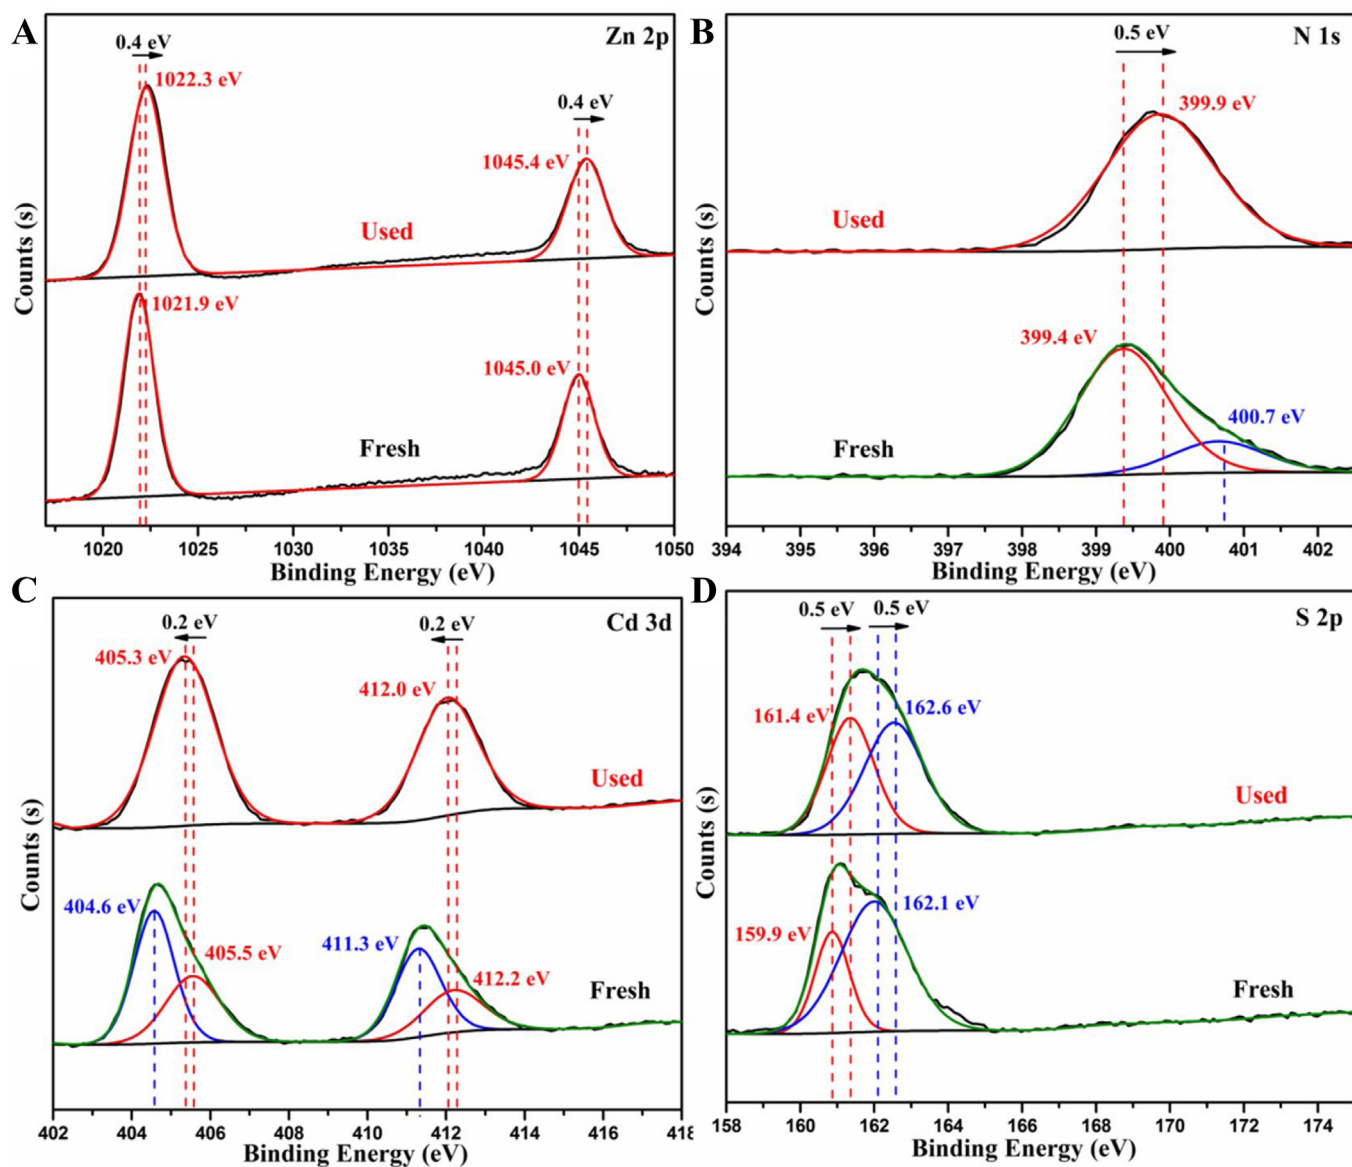 A
0.4 eV
Zn 2p
1022.3 eV
0.4 eV
1045.4 eV
Used
1021.9 eV
1045.0 eV
Fresh
Counts (s)
1020 1025 1030 1035 1040 1045 1050
Binding Energy (eV)
B
0.5 eV
N 1s
399.9 eV
Used
399.4 eV
400.7 eV
Fresh
Counts (s)
394 395 396 397 398 399 400 401 402
Binding Energy (eV)
C
0.2 eV
0.2 eV
Cd 3d
405.3 eV
412.0 eV
Used
404.6 eV
405.5 eV
411.3 eV
412.2 eV
Fresh
Counts (s)
402 404 406 408 410 412 414 416 418
Binding Energy (eV)
D
0.5 eV
0.5 eV
S 2p
161.4 eV
162.6 eV
Used
159.9 eV
162.1 eV
Fresh
Counts (s)
158 160 162 164 166 168 170 172 174
Binding Energy (eV)